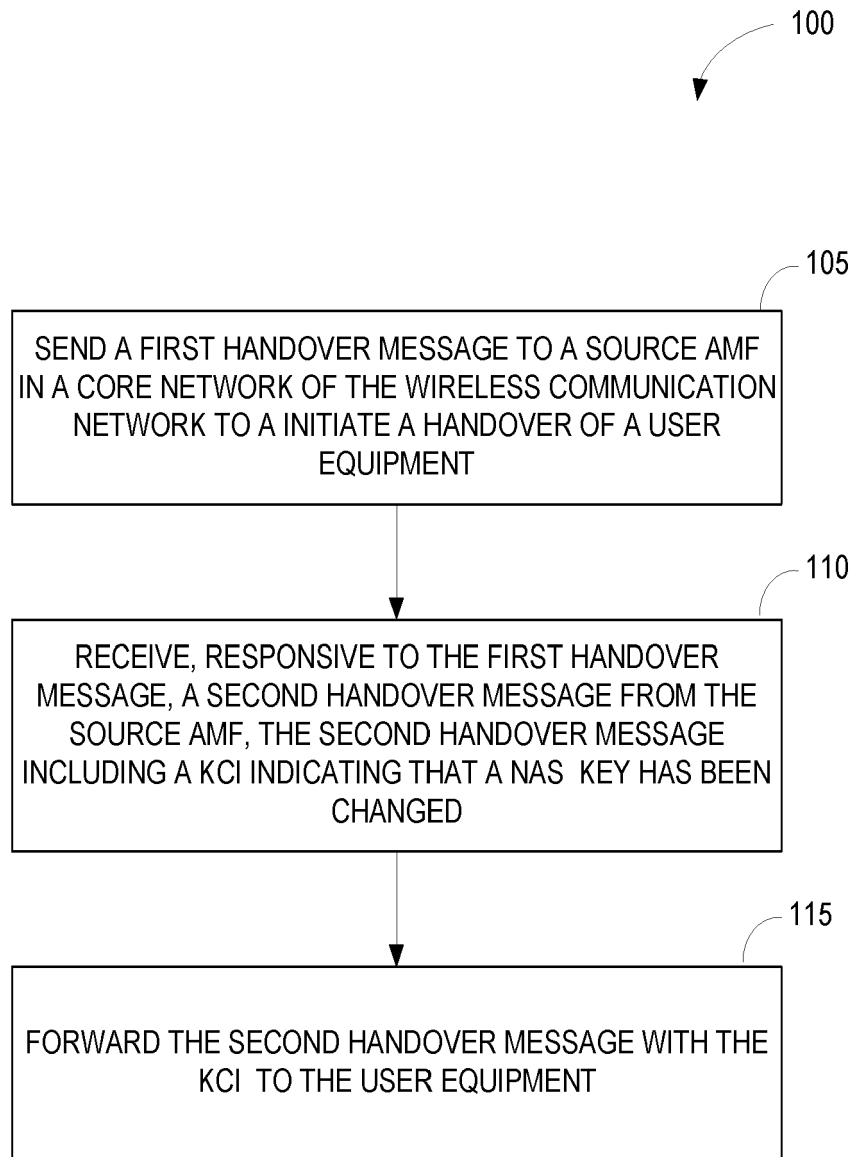 100
105
SEND A FIRST HANDOVER MESSAGE TO A SOURCE AMF
IN A CORE NETWORK OF THE WIRELESS COMMUNICATION
NETWORK TO A INITIATE A HANDOVER OF A USER
EQUIPMENT
110
RECEIVE, RESPONSIVE TO THE FIRST HANDOVER
MESSAGE, A SECOND HANDOVER MESSAGE FROM THE
SOURCE AMF, THE SECOND HANDOVER MESSAGE
INCLUDING A KCI INDICATING THAT A NAS KEY HAS BEEN
CHANGED
115
FORWARD THE SECOND HANDOVER MESSAGE WITH THE
KCI TO THE USER EQUIPMENT